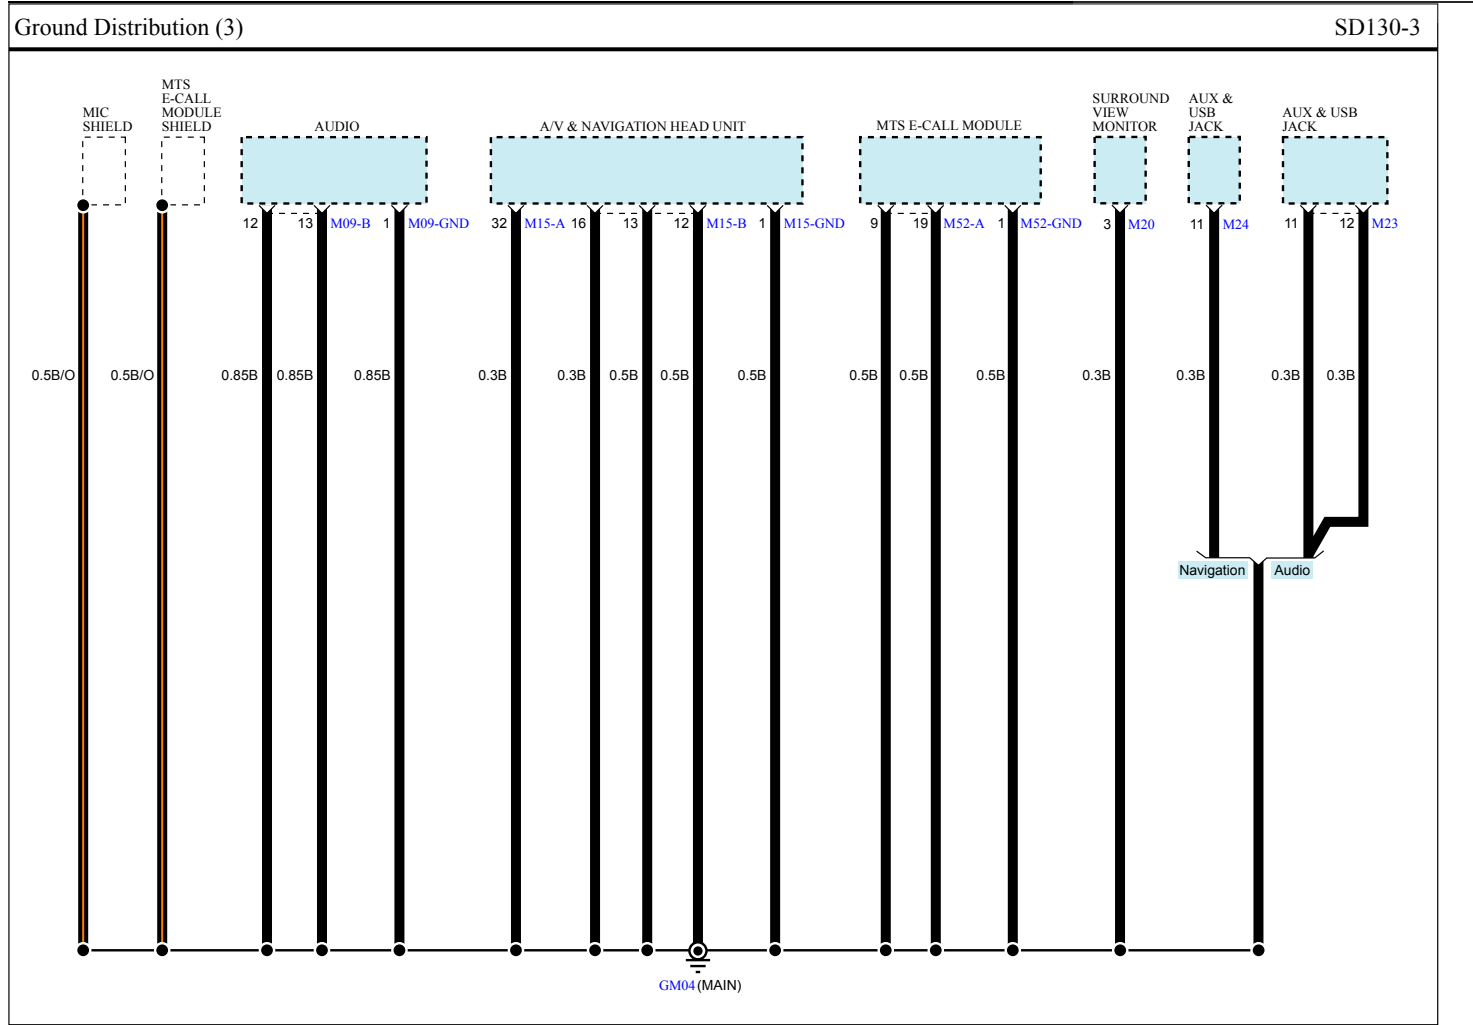 Ground Distribution (3) SD130-3
MIC
SHIELD
MTS
E-CALL
MODULE
SHIELD
AUDIO
A/V & NAVIGATION HEAD UNIT
MTS E-CALL MODULE
SURROUND
VIEW
MONITOR
AUX &
USB
JACK
AUX & USB
JACK
12 13 M09-B 1 M09-GND 32 M15-A 16 13 12 M15-B 1 M15-GND 9 19 M52-A 1 M52-GND 3 M20 11 M24 11 12 M23
0.5B/O 0.5B/O 0.85B 0.85B 0.85B 0.3B 0.3B 0.5B 0.5B 0.5B 0.5B 0.5B 0.5B 0.3B 0.3B 0.3B 0.3B
Navigation Audio
GM04 (MAIN)